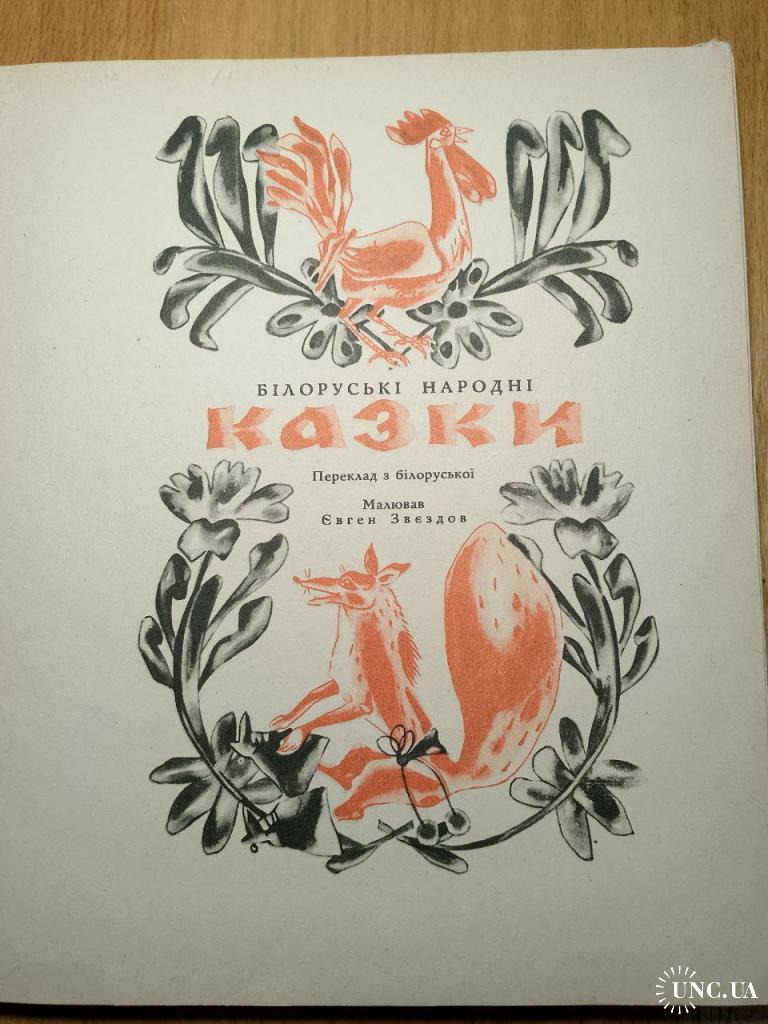 БІЛОРУСЬКІ НАРОДНІ
казки
Переклад з білоруської
Малював
Євген Звєздов
UNC.UA